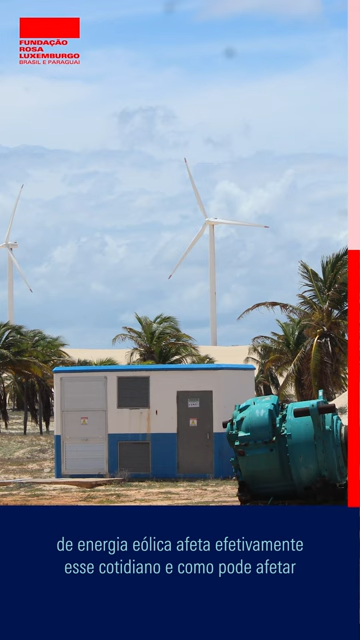 FUNDAÇÃO
ROSA
LUXEMBURGO
BRASIL E PARAGUAI
de energia eólica afeta efetivamente
esse cotidiano e como pode afetar